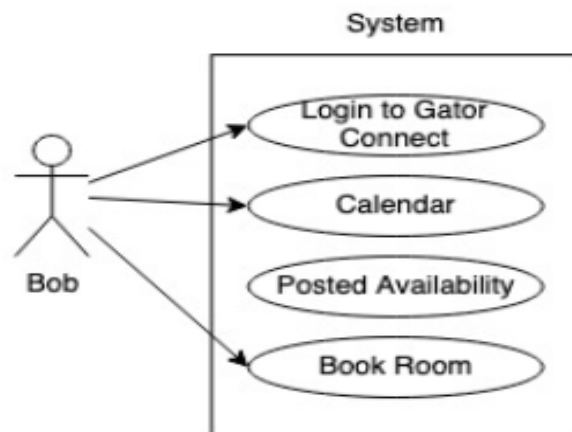 System
Login to Gator
Connect
Calendar
Bob
Posted Availability
Book Room